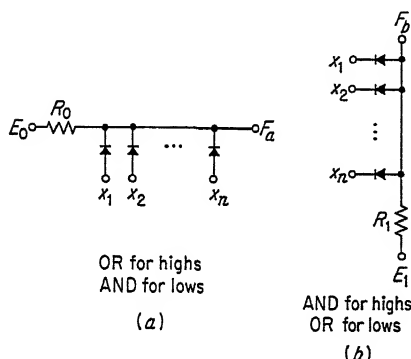 E₀ R₀ Fₐ
x₁ x₂ ... xₙ
OR for highs
AND for lows
(a)
F_b
x₁
x₂
⋮
xₙ
R₁
E₁
AND for highs
OR for lows
(b)